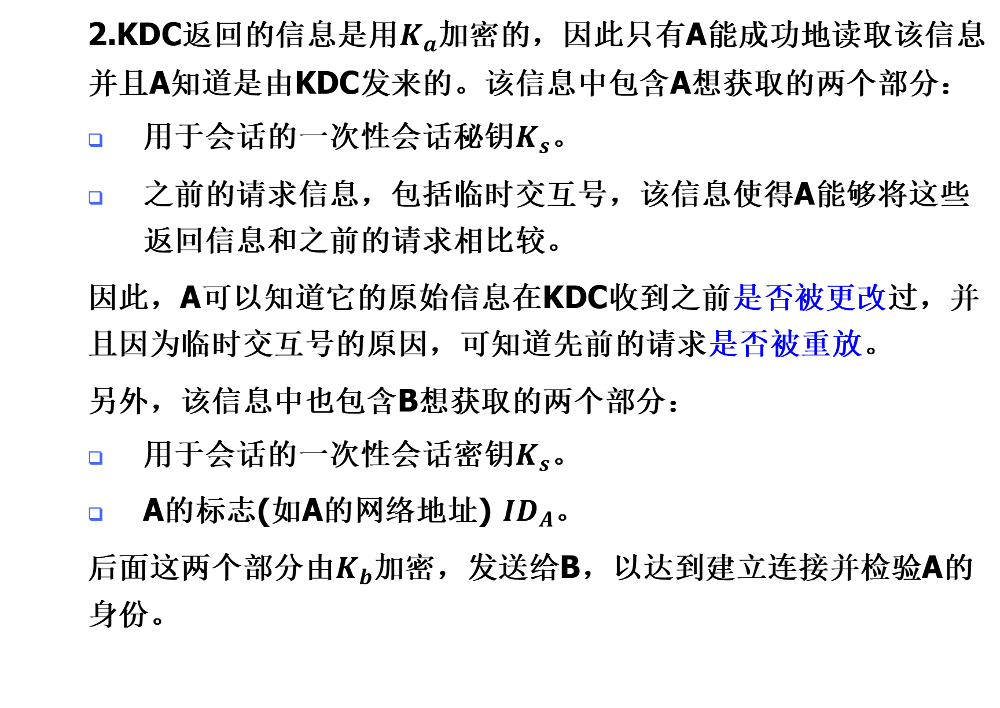 2.KDC返回的信息是用Ka加密的，因此只有A能成功地读取该信息
并且A知道是由KDC发来的。该信息中包含A想获取的两个部分：
❑ 用于会话的一次性会话秘钥Ks。
❑ 之前的请求信息，包括临时交互号，该信息使得A能够将这些
返回信息和之前的请求相比较。
因此，A可以知道它的原始信息在KDC收到之前是否被更改过，并
且因为临时交互号的原因，可知道先前的请求是否被重放。
另外，该信息中也包含B想获取的两个部分：
❑ 用于会话的一次性会话密钥Ks。
❑ A的标志(如A的网络地址) IDA。
后面这两个部分由Kb加密，发送给B，以达到建立连接并检验A的
身份。